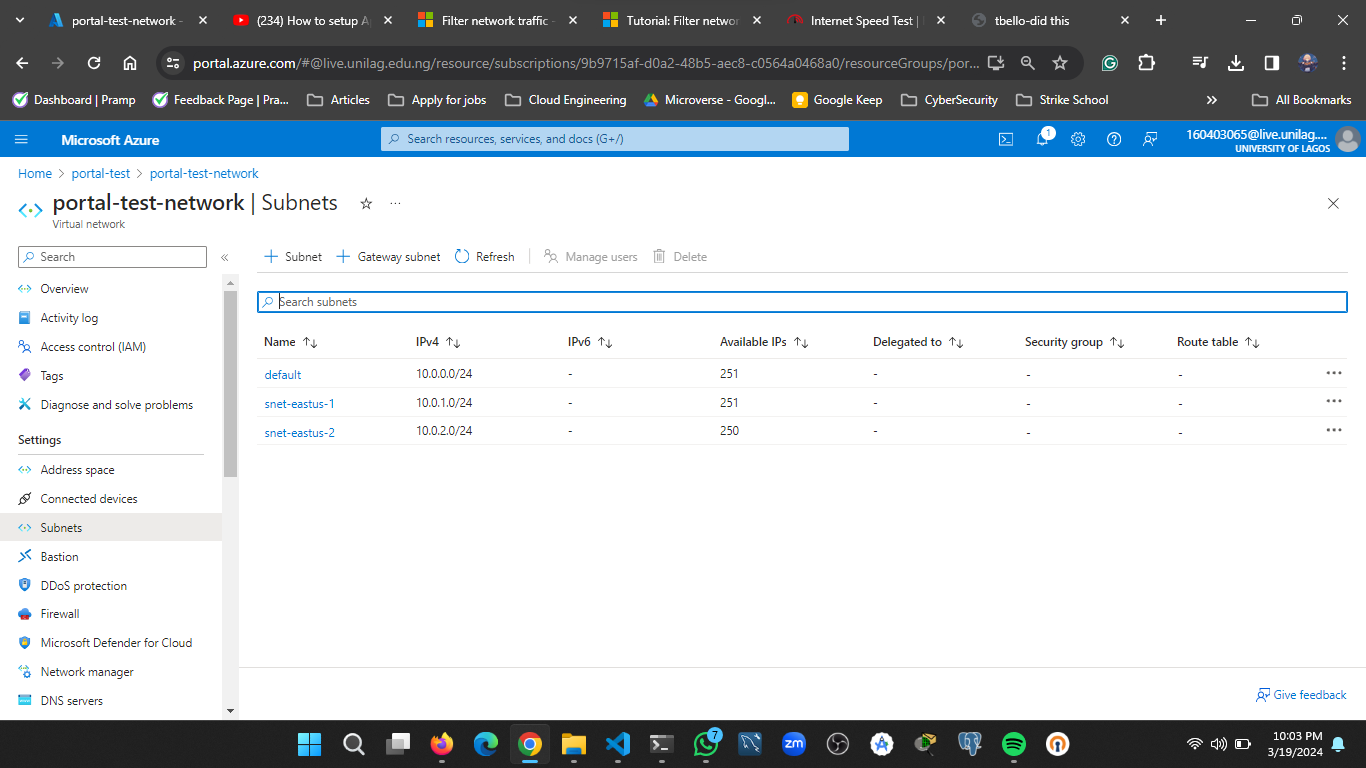 portal-test-network -
(234) How to setup A
Filter network traffic -
Tutorial: Filter networ
Internet Speed Test |
tbello-did this
portal.azure.com/#@live.unilag.edu.ng/resource/subscriptions/9b9715af-d0a2-48b5-aec8-c0564a0468a0/resourceGroups/por...
Dashboard | Pramp
Feedback Page | Pra...
Articles
Apply for jobs
Cloud Engineering
Microverse - Googl...
Google Keep
CyberSecurity
Strike School
All Bookmarks
Microsoft Azure
Search resources, services, and docs (G+/)
1
160403065@live.unilag....
UNIVERSITY OF LAGOS
Home > portal-test > portal-test-network
portal-test-network | Subnets
Virtual network
Search
Subnet
Gateway subnet
Refresh
Manage users
Delete
Overview
Activity log
Access control (IAM)
Tags
Diagnose and solve problems
Settings
Address space
Connected devices
Subnets
Bastion
DDoS protection
Firewall
Microsoft Defender for Cloud
Network manager
DNS servers
Search subnets
Name IPv4 IPv6 Available IPs Delegated to Security group Route table
default 10.0.0.0/24 - 251 - - -
snet-eastus-1 10.0.1.0/24 - 251 - - -
snet-eastus-2 10.0.2.0/24 - 250 - - -
Give feedback
7
zm
10:03 PM
3/19/2024